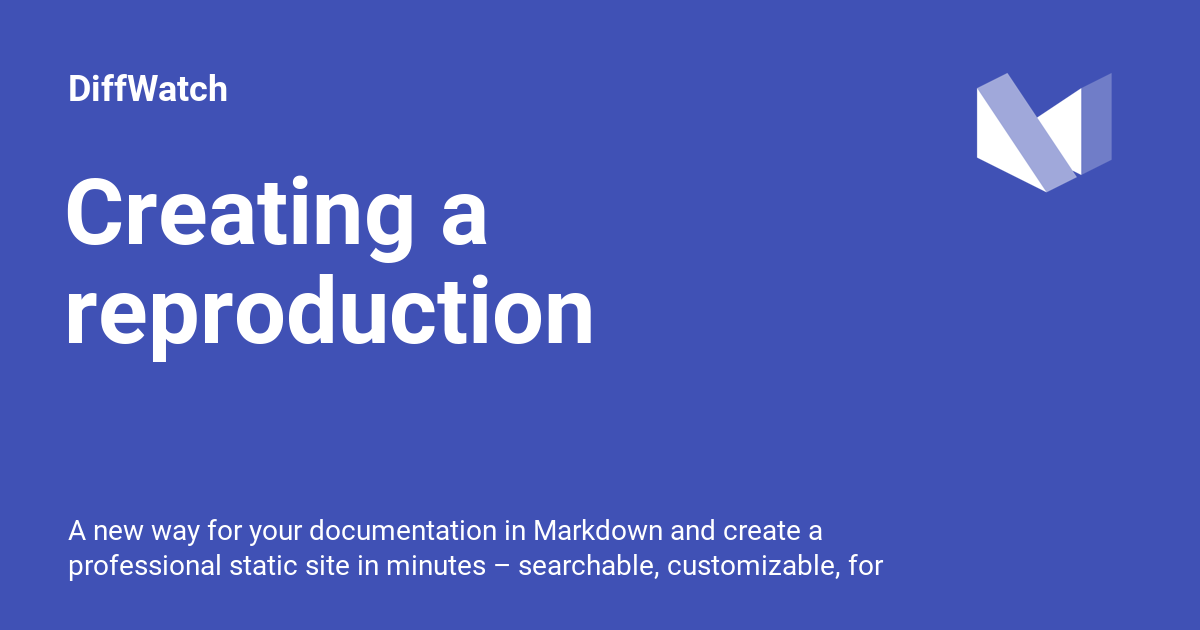 DiffWatch
Creating a
reproduction
A new way for your documentation in Markdown and create a
professional static site in minutes – searchable, customizable, for